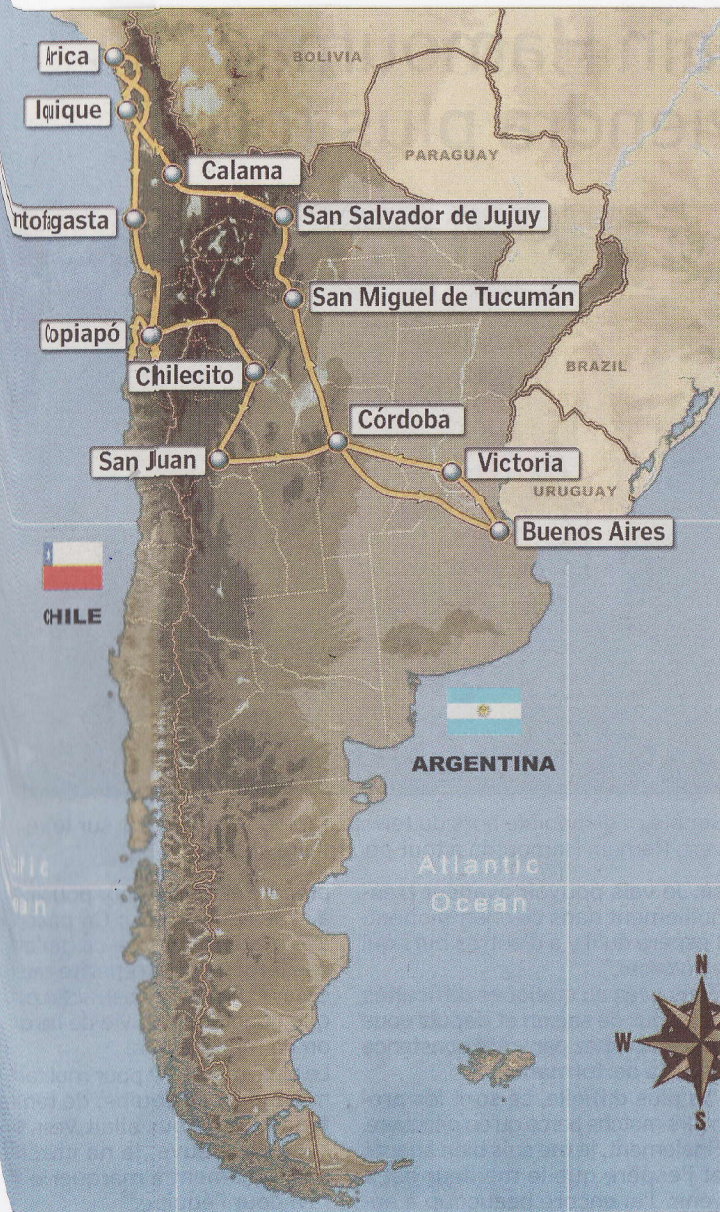 BOLIVIA
Arica
Iquique
PARAGUAY
Calama
ntofagasta
San Salvador de Jujuy
San Miguel de Tucumán
Copiapó
BRAZIL
Chilecito
Córdoba
San Juan
Victoria
URUGUAY
Buenos Aires
CHILE
ARGENTINA
Atlantic
Ocean
N
W
S